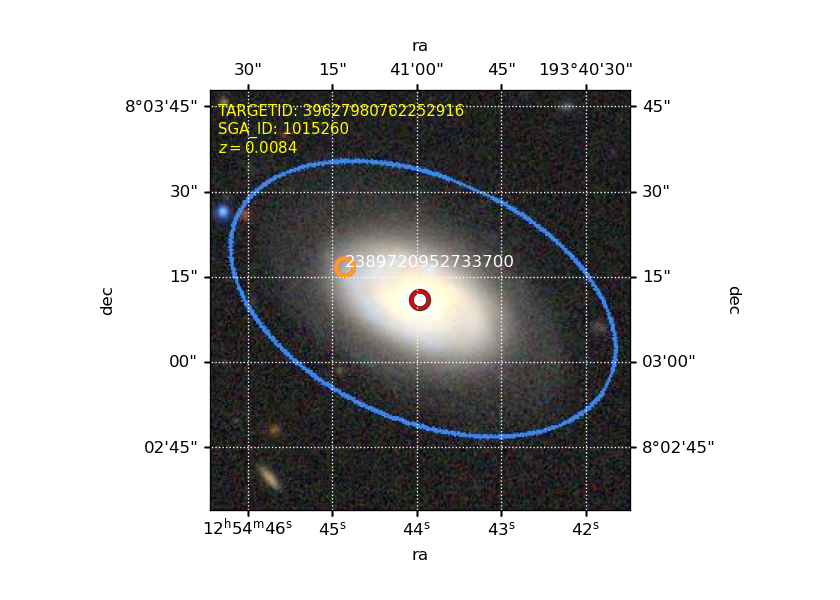 ra
30" 15" 41'00" 45" 193°40'30"
8°03'45" 45"
TARGETID: 39627980762252916
SGA_ID: 1015260
z = 0.0084
30" 30"
2389720952733700
15" 15"
dec dec
00" 03'00"
02'45" 8°02'45"
12h54m46s 45s 44s 43s 42s
ra